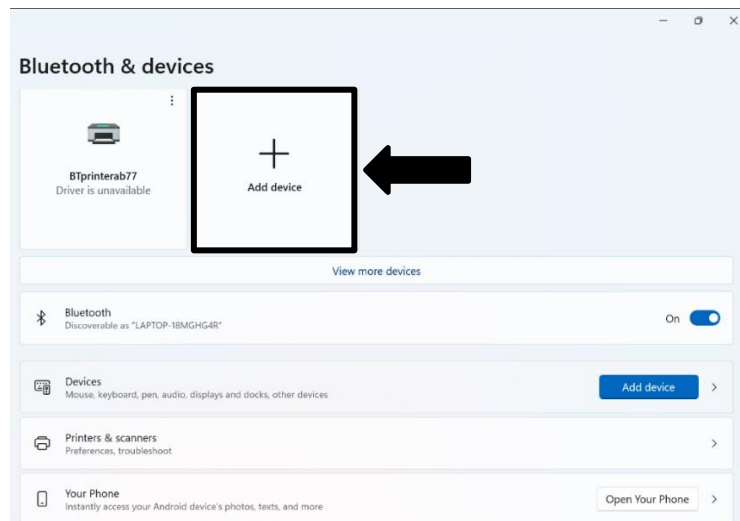 Bluetooth & devices
BTprinterab77
Driver is unavailable
Add device
View more devices
Bluetooth
Discoverable as "LAPTOP-18MGHG4R"
On
Devices
Mouse, keyboard, pen, audio, displays and docks, other devices
Add device
Printers & scanners
Preferences, troubleshoot
Your Phone
Instantly access your Android device's photos, texts, and more
Open Your Phone